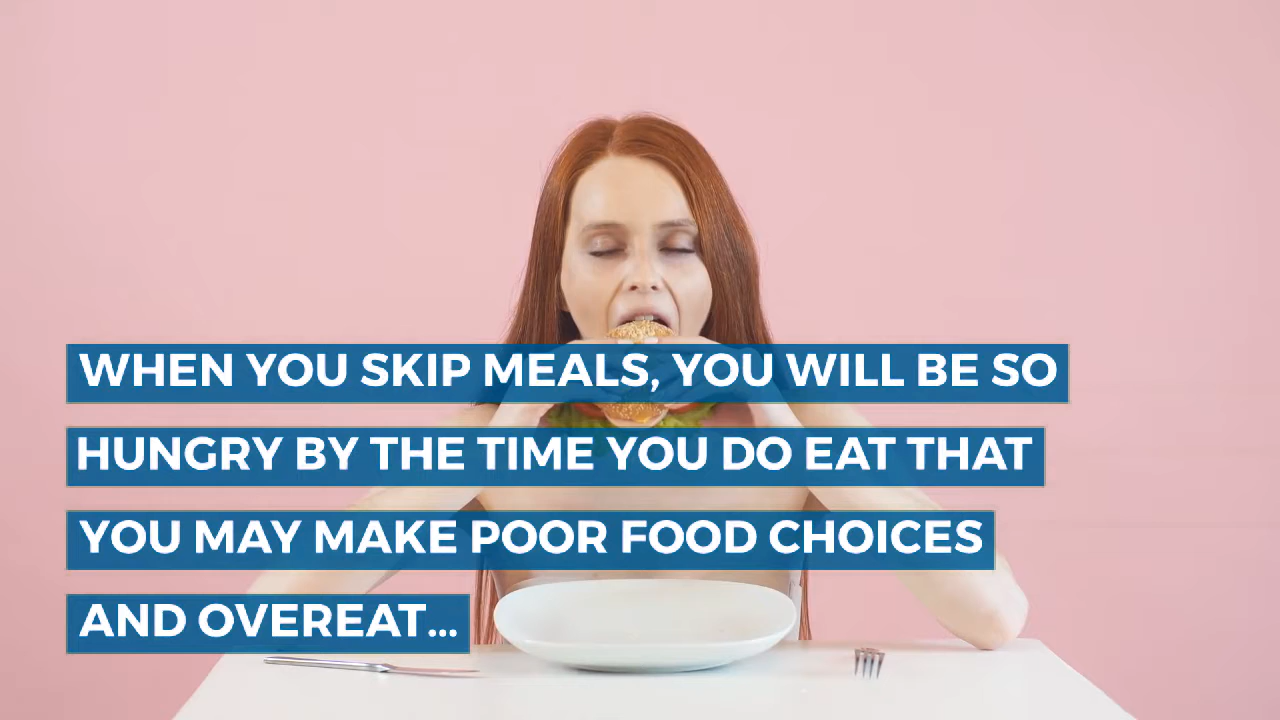 WHEN YOU SKIP MEALS, YOU WILL BE SO
HUNGRY BY THE TIME YOU DO EAT THAT
YOU MAY MAKE POOR FOOD CHOICES
AND OVEREAT...